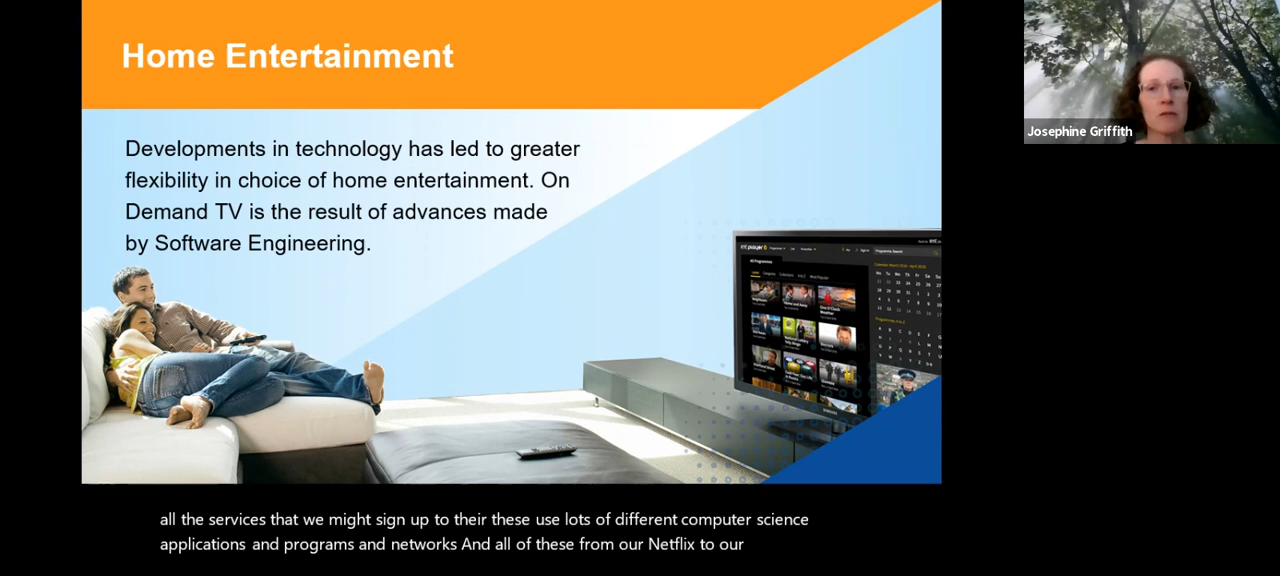 Home Entertainment
Developments in technology has led to greater
flexibility in choice of home entertainment. On
Demand TV is the result of advances made
by Software Engineering.
Josephine Griffith
all the services that we might sign up to their these use lots of different computer science
applications and programs and networks And all of these from our Netflix to our